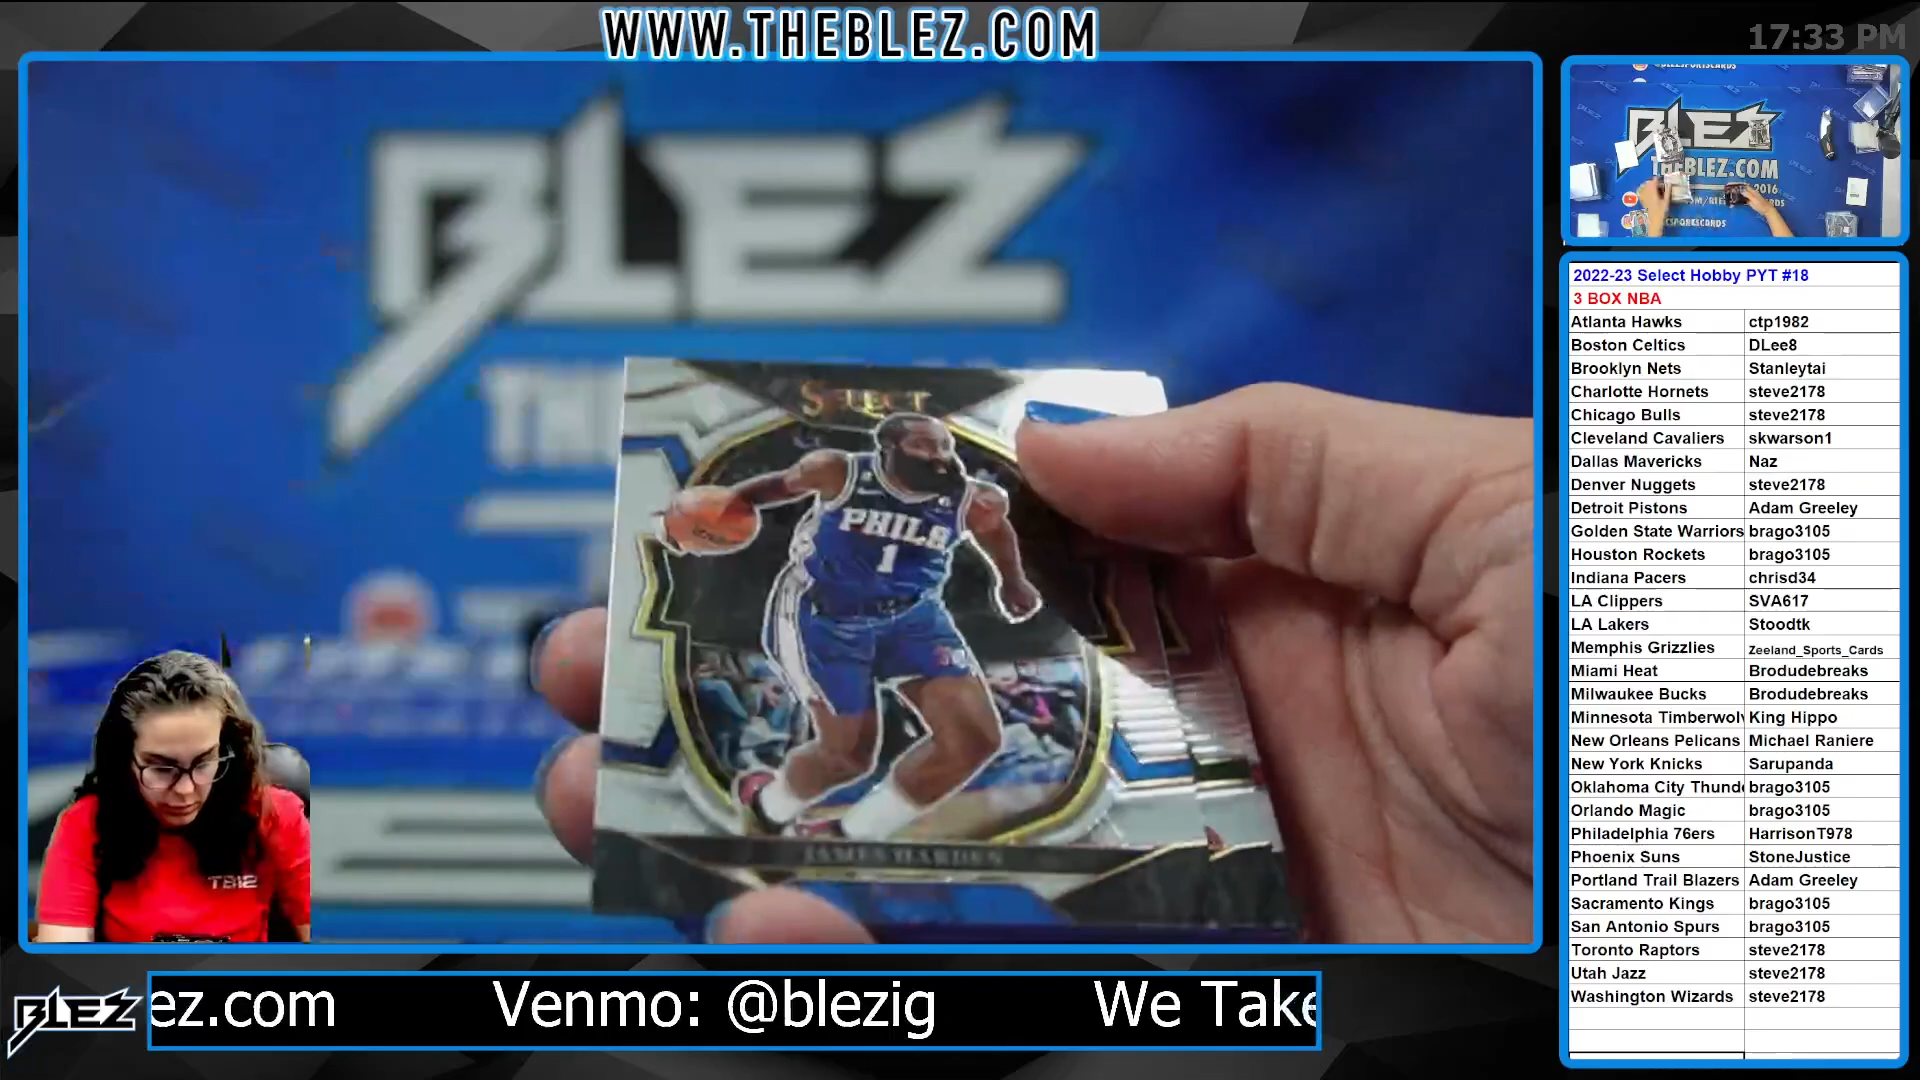 WWW.THEBLEZ.COM
17:33 PM
BLEZ
SELECT
PHILA
1
JAMES HARDEN
TBLZ
BLEZ
THEBLEZ.COM
2016
2022-23 Select Hobby PYT #18
3 BOX NBA
Atlanta Hawks ctp1982
Boston Celtics DLee8
Brooklyn Nets Stanleytai
Charlotte Hornets steve2178
Chicago Bulls steve2178
Cleveland Cavaliers skwarson1
Dallas Mavericks Naz
Denver Nuggets steve2178
Detroit Pistons Adam Greeley
Golden State Warriors brago3105
Houston Rockets brago3105
Indiana Pacers chrisd34
LA Clippers SVA617
LA Lakers Stoodtk
Memphis Grizzlies Zeeland_Sports_Cards
Miami Heat Brodudebreaks
Milwaukee Bucks Brodudebreaks
Minnesota Timberwolv King Hippo
New Orleans Pelicans Michael Raniere
New York Knicks Sarupanda
Oklahoma City Thund brago3105
Orlando Magic brago3105
Philadelphia 76ers HarrisonT978
Phoenix Suns StoneJustice
Portland Trail Blazers Adam Greeley
Sacramento Kings brago3105
San Antonio Spurs brago3105
Toronto Raptors steve2178
Utah Jazz steve2178
Washington Wizards steve2178
BLEZ
ez.com Venmo: @blezig We Take